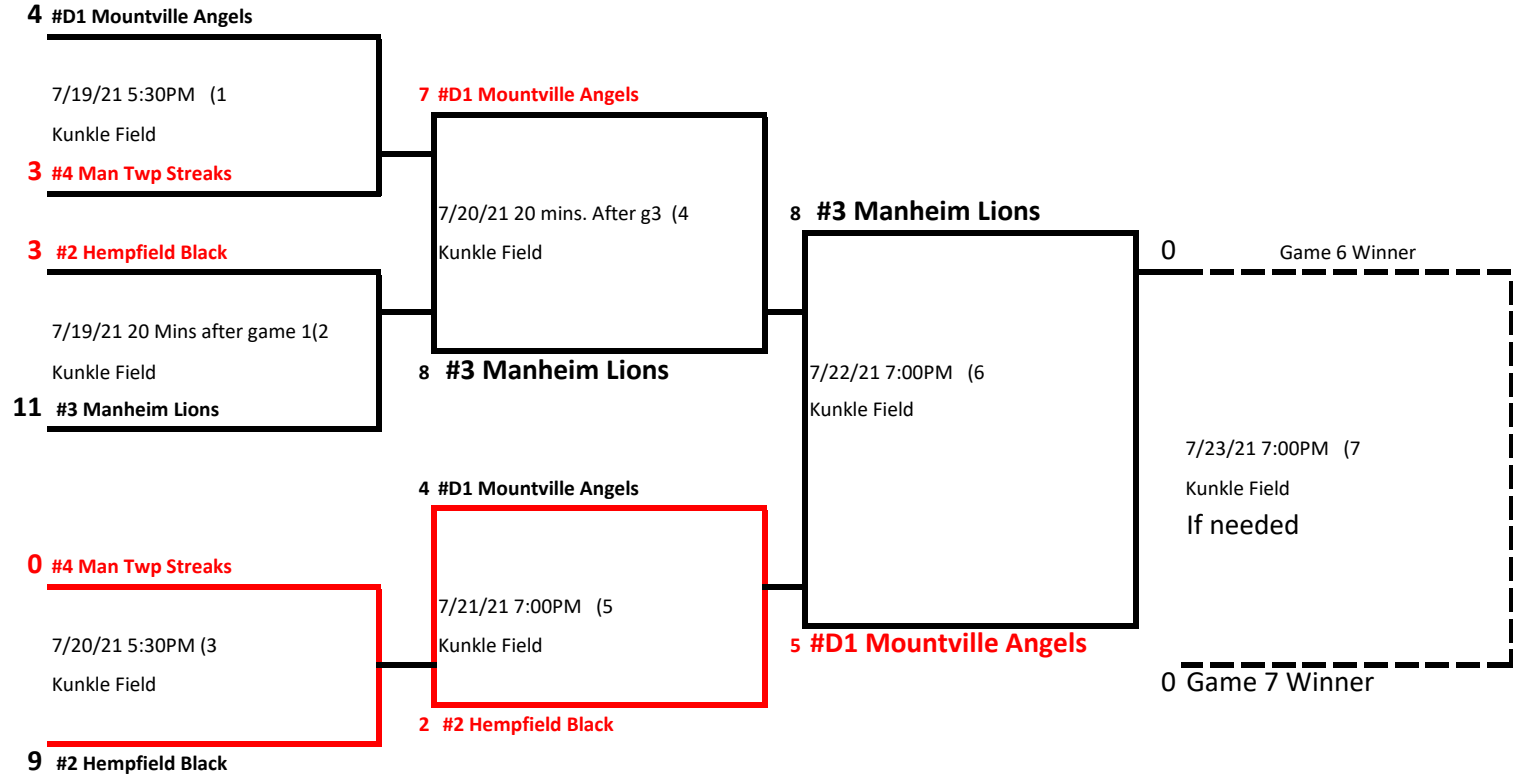 4 #D1 Mountville Angels
7/19/21 5:30PM (1
Kunkle Field
3 #4 Man Twp Streaks
3 #2 Hempfield Black
7/19/21 20 Mins after game 1(2
Kunkle Field
11 #3 Manheim Lions
0 #4 Man Twp Streaks
7/20/21 5:30PM (3
Kunkle Field
9 #2 Hempfield Black
7 #D1 Mountville Angels
7/20/21 20 mins. After g3 (4
Kunkle Field
8 #3 Manheim Lions
4 #D1 Mountville Angels
7/21/21 7:00PM (5
Kunkle Field
2 #2 Hempfield Black
8 #3 Manheim Lions
7/22/21 7:00PM (6
Kunkle Field
5 #D1 Mountville Angels
0 Game 6 Winner
7/23/21 7:00PM (7
Kunkle Field
If needed
0 Game 7 Winner